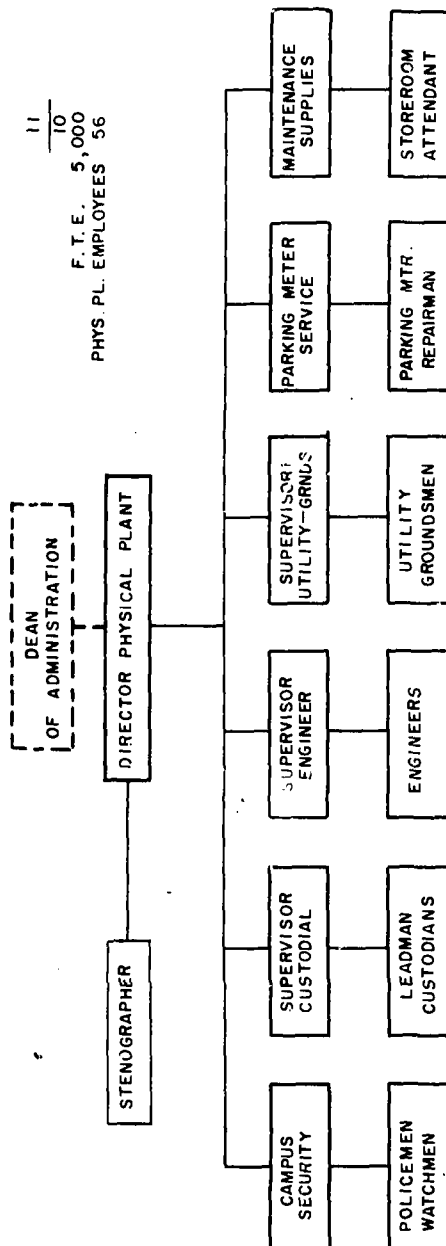 11
10
F.T.E. 5,000
PHYS. PL. EMPLOYEES 56
DEAN
OF ADMINISTRATION
DIRECTOR PHYSICAL PLANT
STENOGRAPHER
CAMPUS
SECURITY
SUPERVISOR
CUSTODIAL
SUPERVISOR
ENGINEER
SUPERVISOR
UTILITY-GRNDS
PARKING METER
SERVICE
MAINTENANCE
SUPPLIES
POLICEMEN
WATCHMEN
LEADMAN
CUSTODIANS
ENGINEERS
UTILITY
GROUNDSMEN
PARKING MTR.
REPAIRMAN
STOREROOM
ATTENDANT